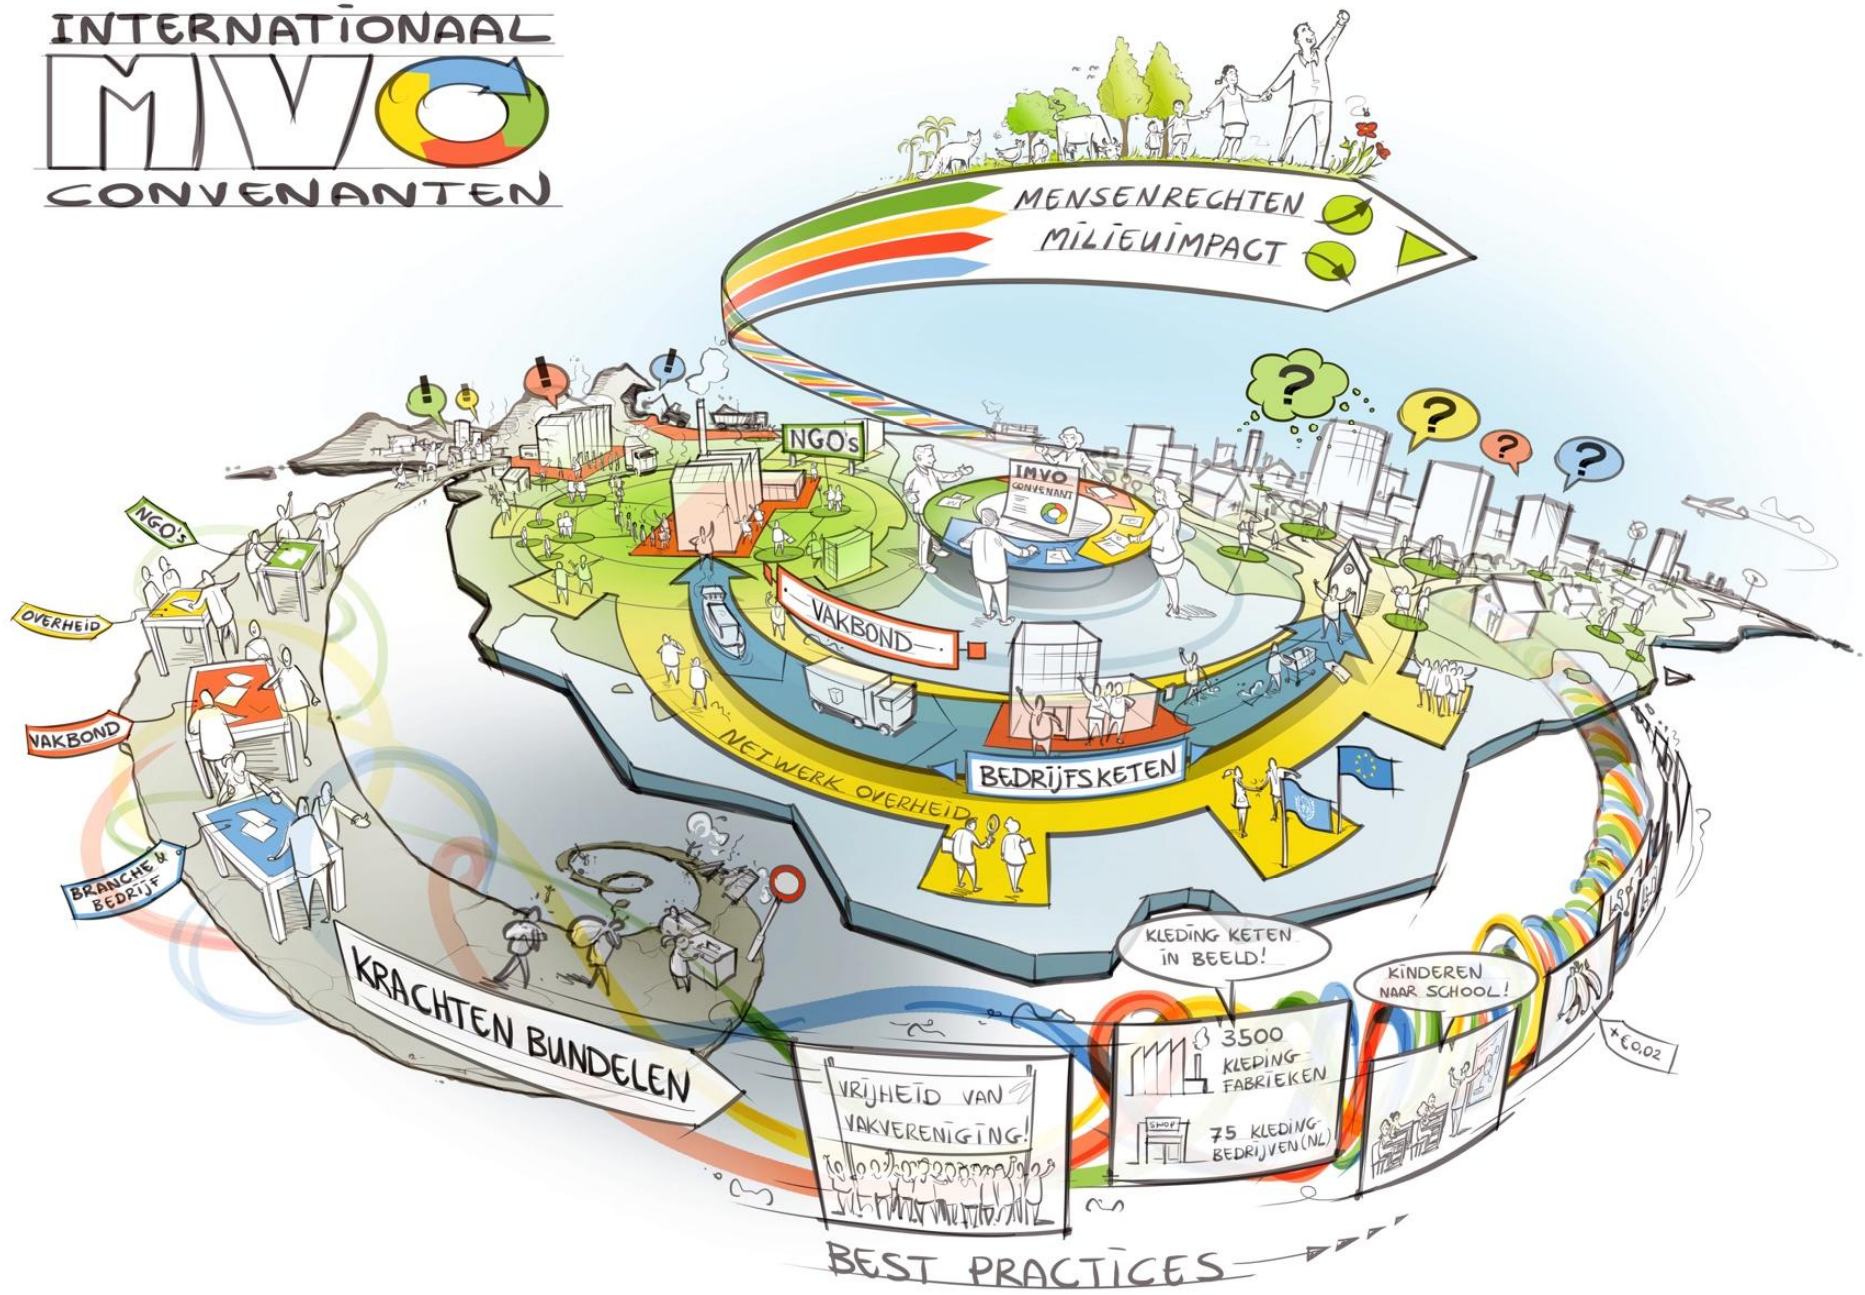 INTERNATIONAAL
MVO
CONVENANTEN
MENSENRECHTEN
MILIEUIMPACT
!
!
!
!
?
?
?
?
NGO's
IMVO
CONVENANT
NGO's
OVERHEID
VAKBOND
VAKBOND
BEDRIJFSKETEN
NETWERK OVERHEID
BRANCHE &
BEDRIJF
KRACHTEN BUNDELEN
KLEDING KETEN
IN BEELD!
KINDEREN
NAAR SCHOOL!
3500
KLEDING
FABRIEKEN
SHOP
75 KLEDING
BEDRIJVEN (NL)
VRIJHEID VAN
VAKVERENIGING!
+€0,02
BEST PRACTICES